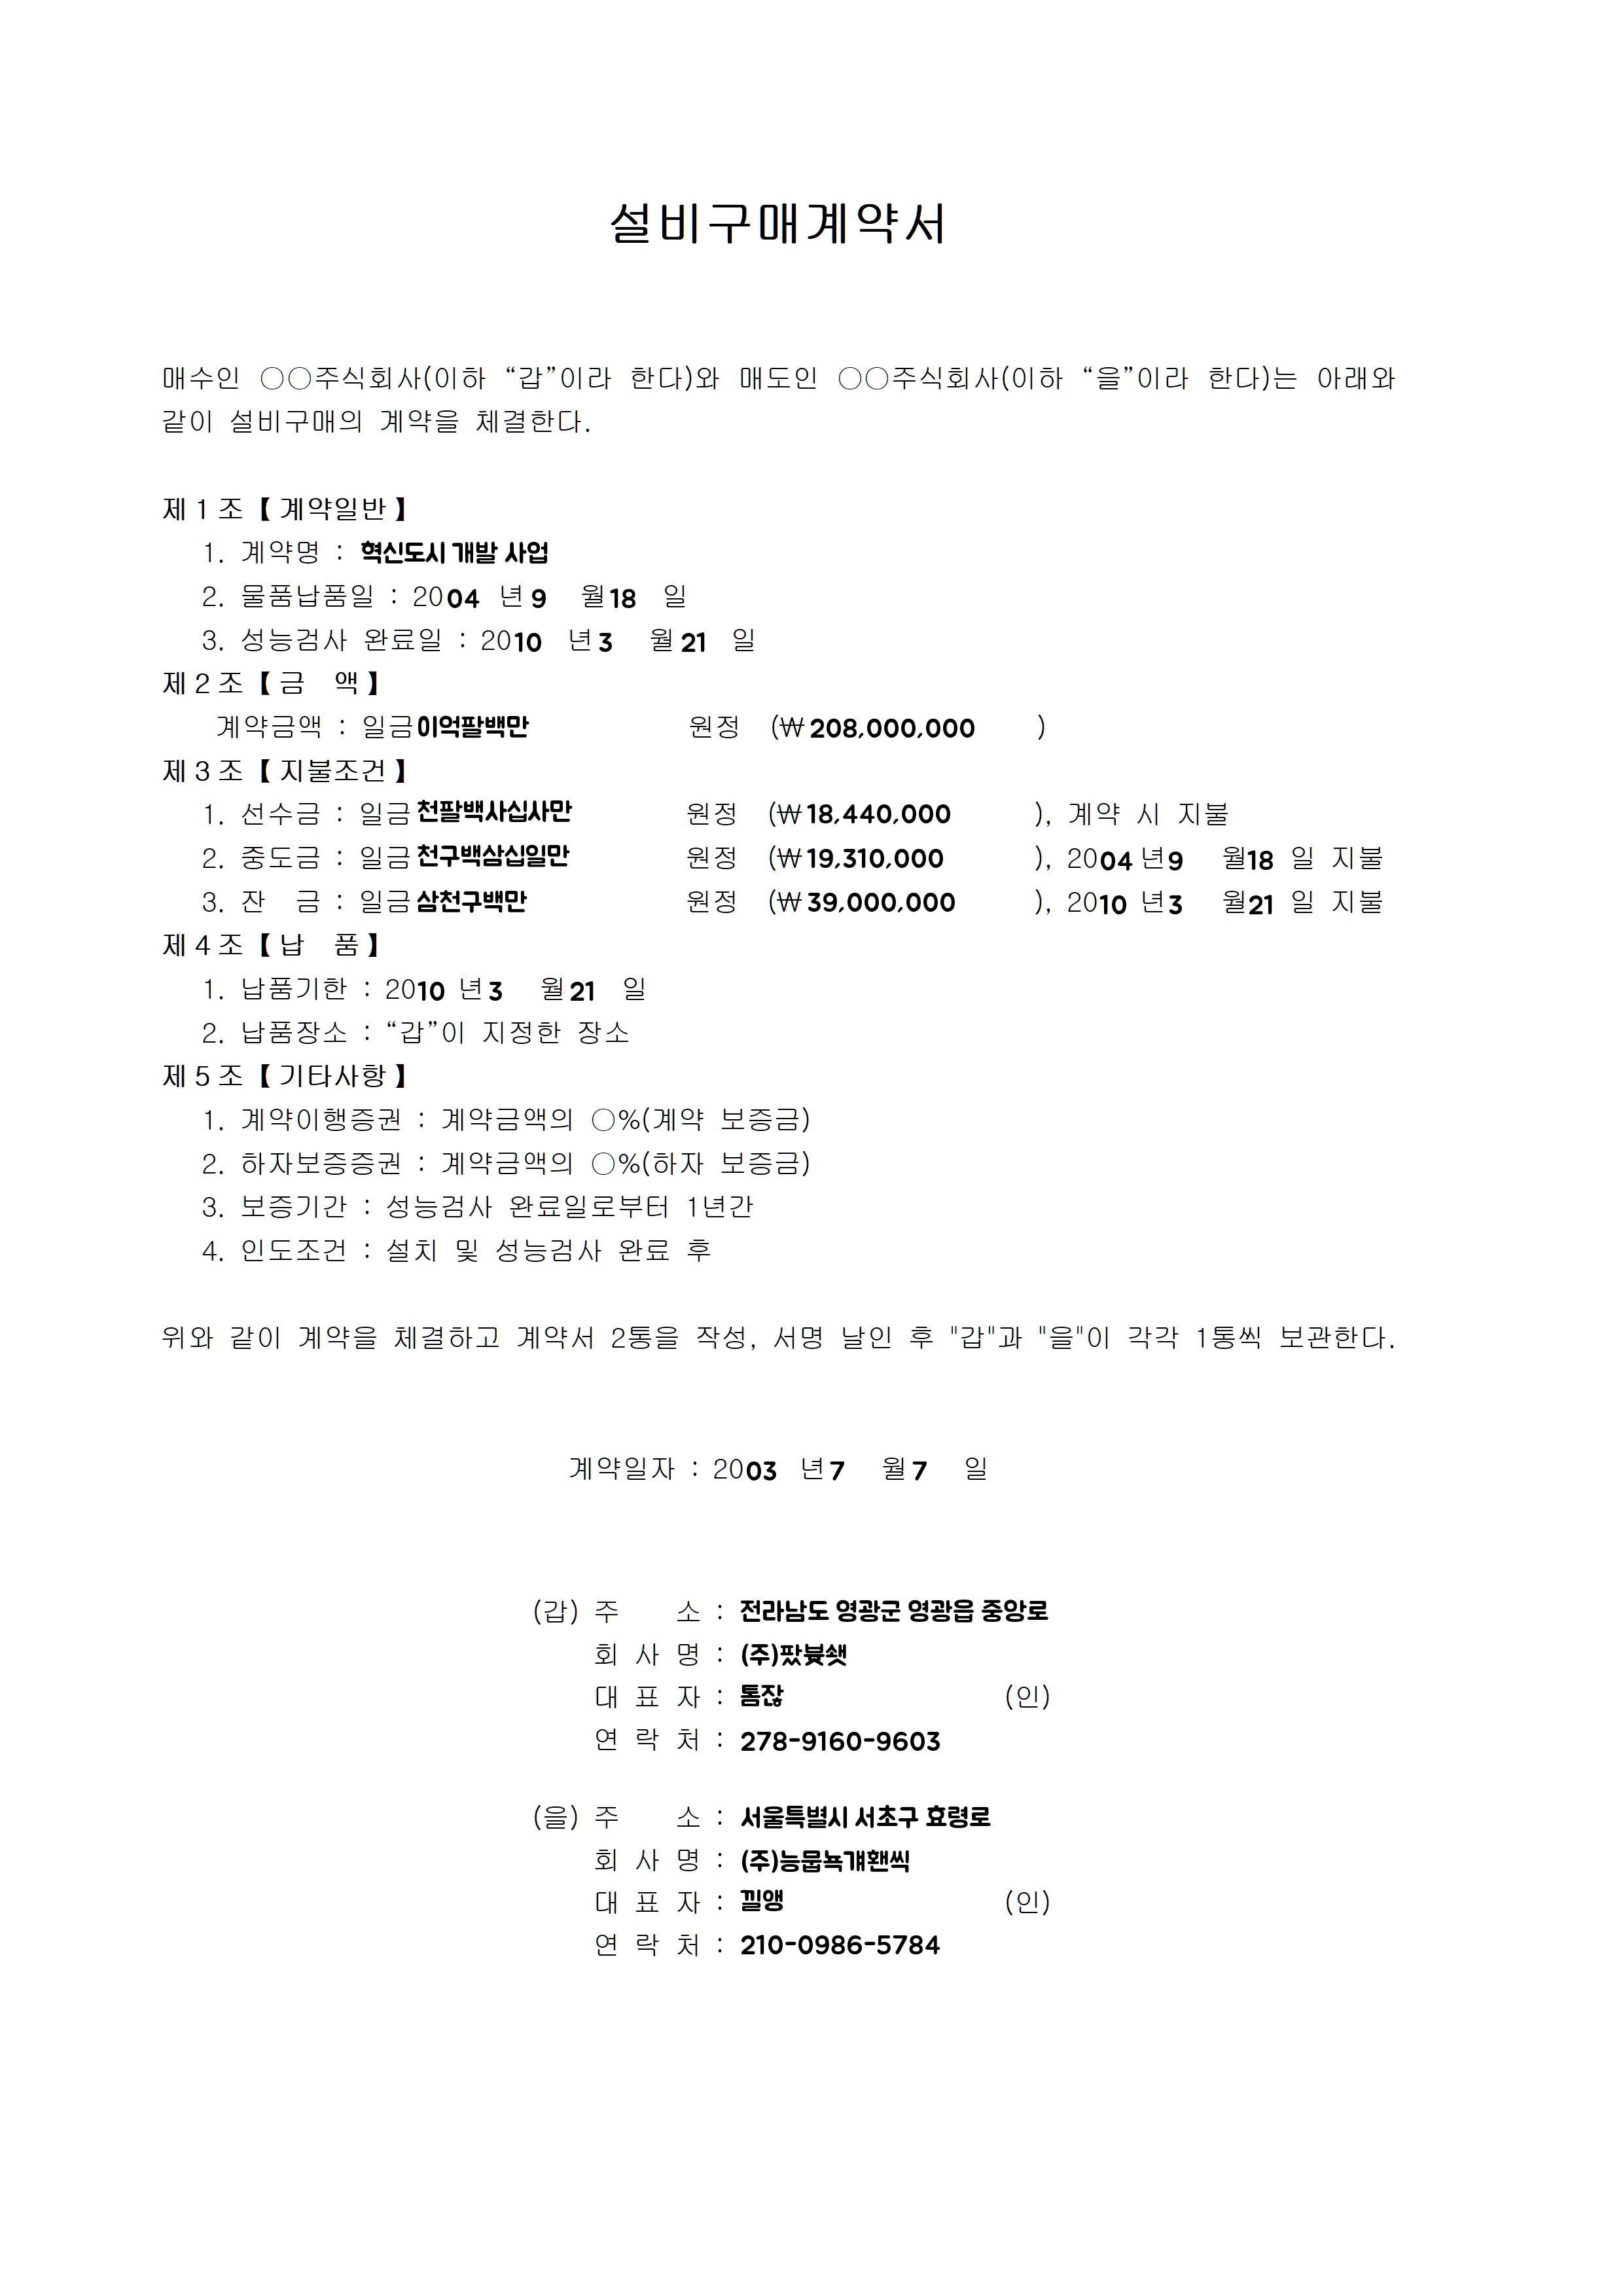 설비구매계약서
매수인 ○○주식회사(이하 “갑”이라 한다)와 매도인 ○○주식회사(이하 “을”이라 한다)는 아래와
같이 설비구매의 계약을 체결한다.
제1조【계약일반】
1. 계약명 : 혁신도시 개발 사업
2. 물품납품일 : 2004 년 9 월 18 일
3. 성능검사 완료일 : 2010 년 3 월 21 일
제2조【금 액】
계약금액 : 일금 이억팔백만 원정 (₩ 208,000,000 )
제3조【지불조건】
1. 선수금 : 일금 천팔백사십사만 원정 (₩ 18,440,000 ), 계약 시 지불
2. 중도금 : 일금 천구백삼십일만 원정 (₩ 19,310,000 ), 2004 년 9 월 18 일 지불
3. 잔 금 : 일금 삼천구백만 원정 (₩ 39,000,000 ), 2010 년 3 월 21 일 지불
제4조【납 품】
1. 납품기한 : 2010 년 3 월 21 일
2. 납품장소 : “갑”이 지정한 장소
제5조【기타사항】
1. 계약이행증권 : 계약금액의 ○%(계약 보증금)
2. 하자보증증권 : 계약금액의 ○%(하자 보증금)
3. 보증기간 : 성능검사 완료일로부터 1년간
4. 인도조건 : 설치 및 성능검사 완료 후
위와 같이 계약을 체결하고 계약서 2통을 작성, 서명 날인 후 "갑"과 "을"이 각각 1통씩 보관한다.
계약일자 : 2003 년 7 월 7 일
(갑) 주 소 : 전라남도 영광군 영광읍 중앙로
회 사 명 : (주)
대 표 자 : 톰잖 (인)
연 락 처 : 278-9160-9603
(을) 주 소 : 서울특별시 서초구 효령로
회 사 명 : (주)
대 표 자 : 낄앵 (인)
연 락 처 : 210-0986-5784